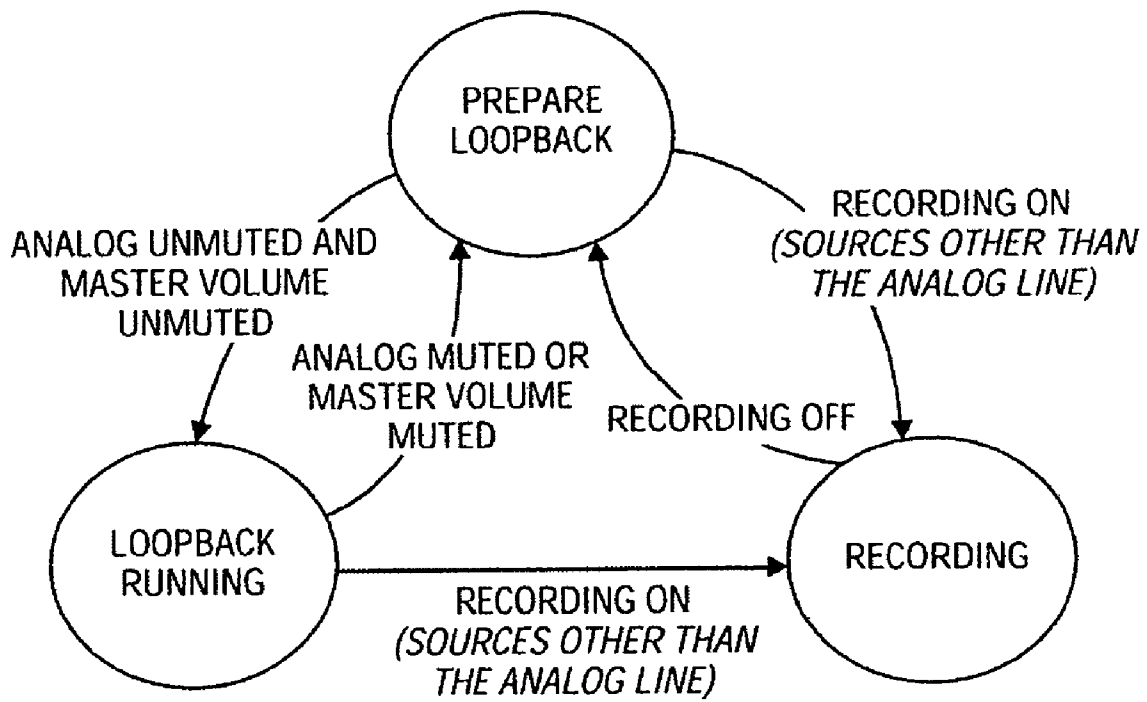 PREPARE
LOOPBACK
RECORDING ON
(SOURCES OTHER THAN
THE ANALOG LINE)
ANALOG UNMUTED AND
MASTER VOLUME
UNMUTED
ANALOG MUTED OR
MASTER VOLUME
MUTED
RECORDING OFF
LOOPBACK
RUNNING
RECORDING
RECORDING ON
(SOURCES OTHER THAN
THE ANALOG LINE)